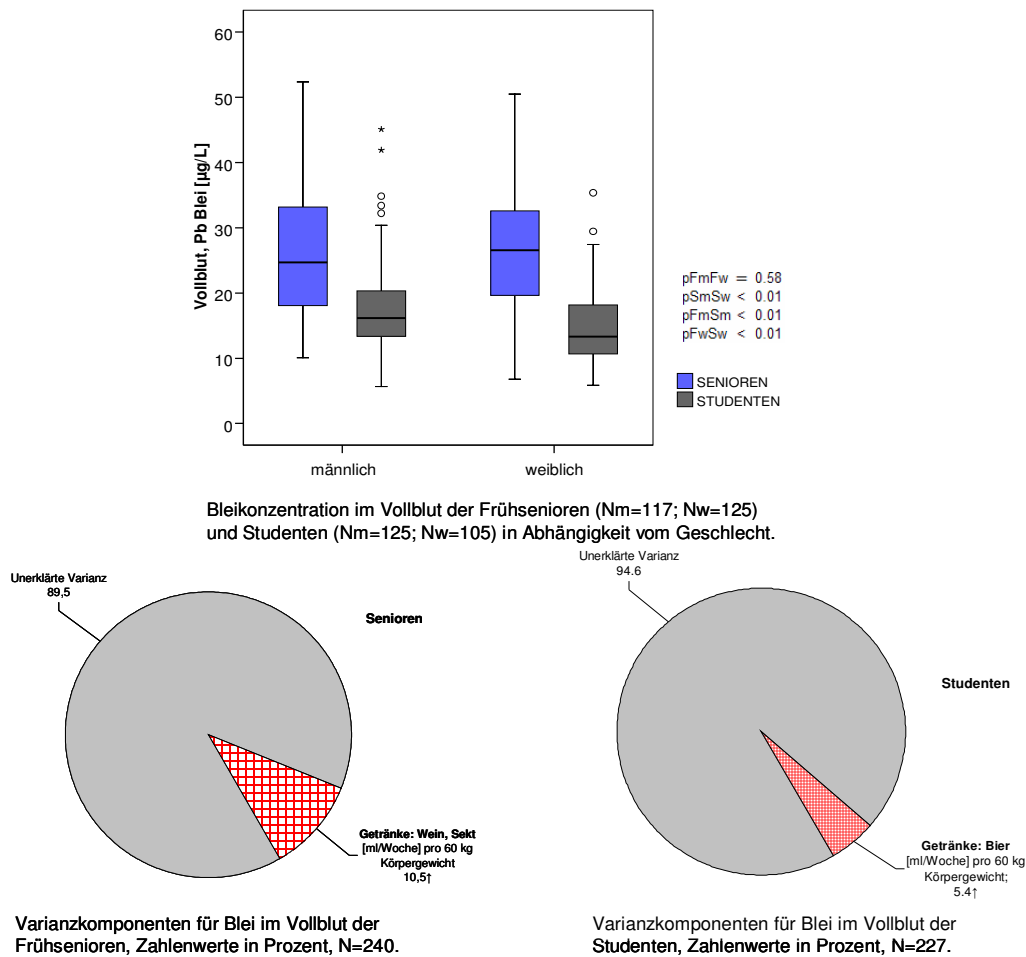 60
50
40
30
20
10
0
Vollblut, Pb Blei [µg/L]
männlich
weiblich
pFmFw = 0.58
pSmSw < 0.01
pFmSm < 0.01
pFwSw < 0.01
SENIOREN
STUDENTEN
Bleikonzentration im Vollblut der Frühsenioren (Nm=117; Nw=125)
und Studenten (Nm=125; Nw=105) in Abhängigkeit vom Geschlecht.
Unerklärte Varianz
89,5
Senioren
Getränke: Wein, Sekt
[ml/Woche] pro 60 kg
Körpergewicht
10,5↑
Varianzkomponenten für Blei im Vollblut der
Frühsenioren, Zahlenwerte in Prozent, N=240.
Unerklärte Varianz
94.6
Studenten
Getränke: Bier
[ml/Woche] pro 60 kg
Körpergewicht;
5.4↑
Varianzkomponenten für Blei im Vollblut der
Studenten, Zahlenwerte in Prozent, N=227.